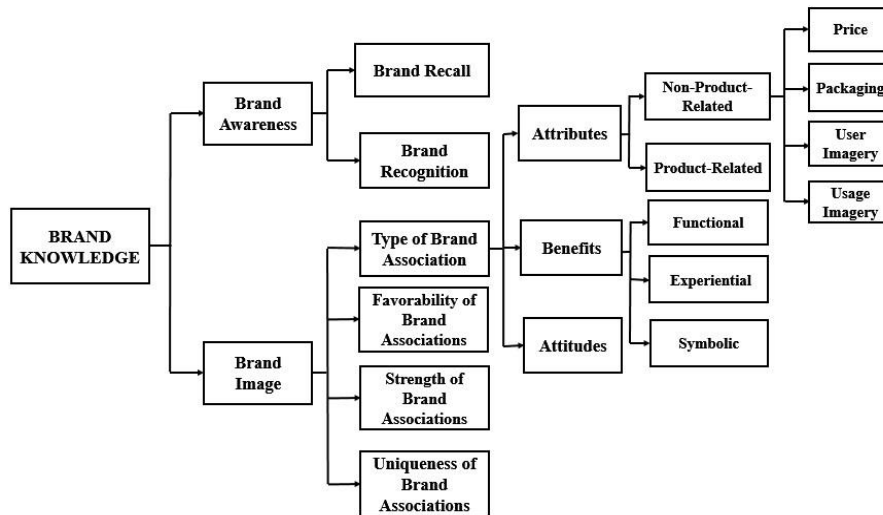 BRAND
KNOWLEDGE
Brand
Awareness
Brand
Image
Brand Recall
Brand
Recognition
Type of Brand
Association
Favorability of
Brand
Associations
Strength of
Brand
Associations
Uniqueness of
Brand
Associations
Attributes
Benefits
Attitudes
Non-Product-
Related
Product-Related
Functional
Experiential
Symbolic
Price
Packaging
User
Imagery
Usage
Imagery